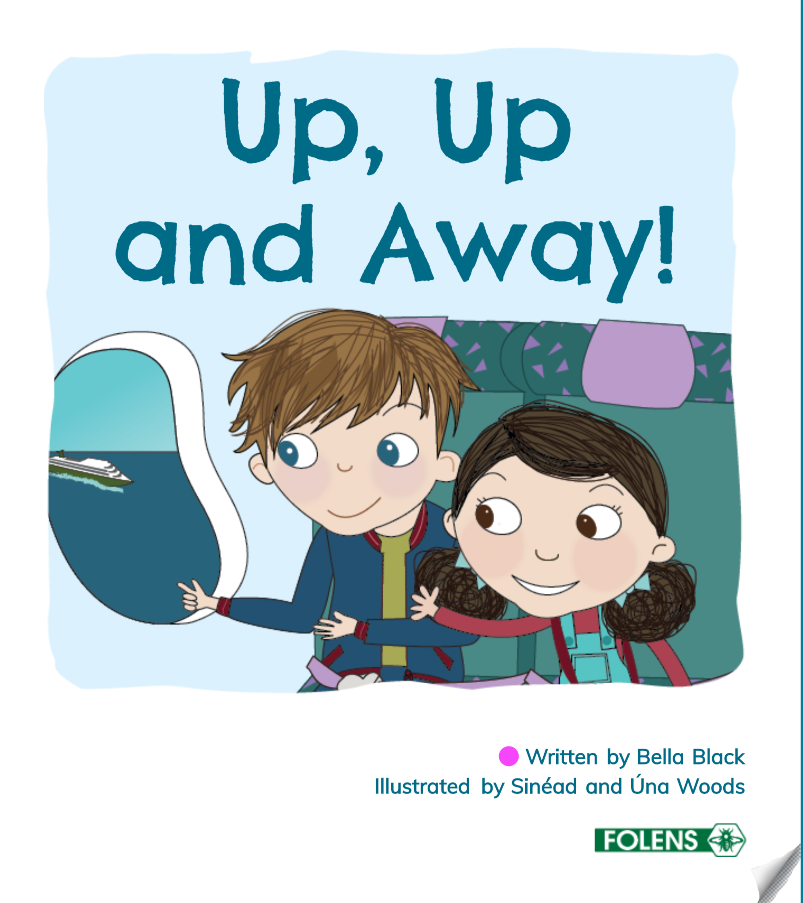 Up, Up
and Away!
Written by Bella Black
Illustrated by Sinéad and Úna Woods
FOLENS